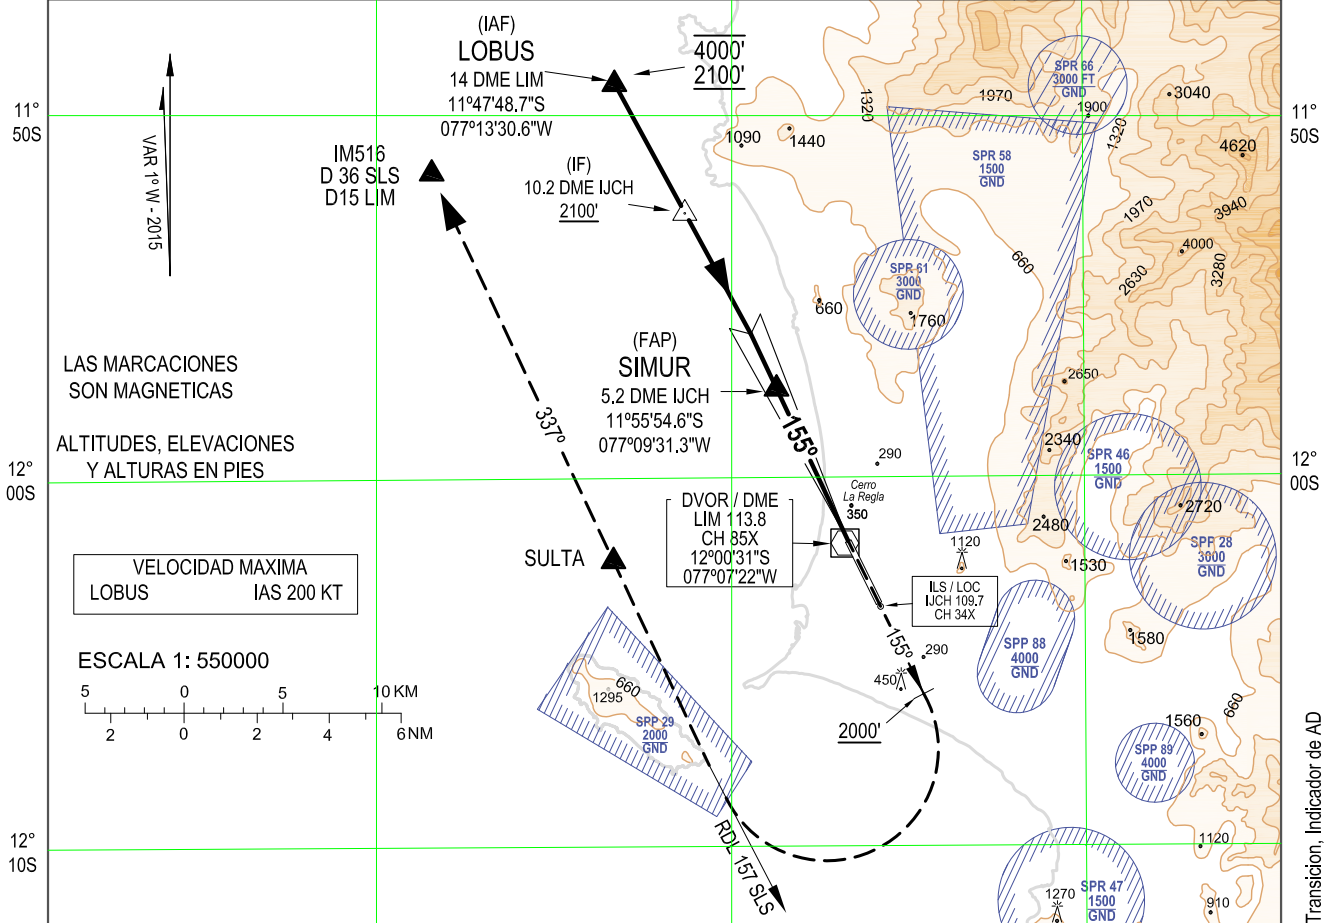 (IAF)
LOBUS
14 DME LIM
11º47'48.7"S
077º13'30.6"W
4000'
2100'
11°
50S
VAR 1º W - 2015
IM516
D 36 SLS
D15 LIM
(IF)
10.2 DME IJCH
2100'
1090
1440
1320
1970
SPR 66
3000 FT
GND
1900
1320
3040
4620
11°
50S
SPR 58
1500
GND
1970
3940
4000
3280
2630
660
SPR 61
3000
GND
1760
660
LAS MARCACIONES
SON MAGNETICAS
ALTITUDES, ELEVACIONES
Y ALTURAS EN PIES
(FAP)
SIMUR
5.2 DME IJCH
11º55'54.6"S
077º09'31.3"W
337º
155º
2650
2340
290
Cerro
La Regla
350
SPR 46
1500
GND
12°
00S
12°
00S
DVOR / DME
LIM 113.8
CH 85X
12º00'31"S
077º07'22"W
2480
2720
1120
1530
SPP 28
3000
GND
SULTA
VELOCIDAD MAXIMA
LOBUS IAS 200 KT
ILS / LOC
IJCH 109.7
CH 34X
155º
290
450
SPP 88
4000
GND
1580
ESCALA 1: 550000
5 0 5 10 KM
2 0 2 4 6 NM
660
1295
SPP 29
2000
GND
2000'
660
1560
SPP 89
4000
GND
12°
10S
RDL 157 SLS
1120
1270
SPR 47
1500
GND
910
Transicion, Indicador de AD